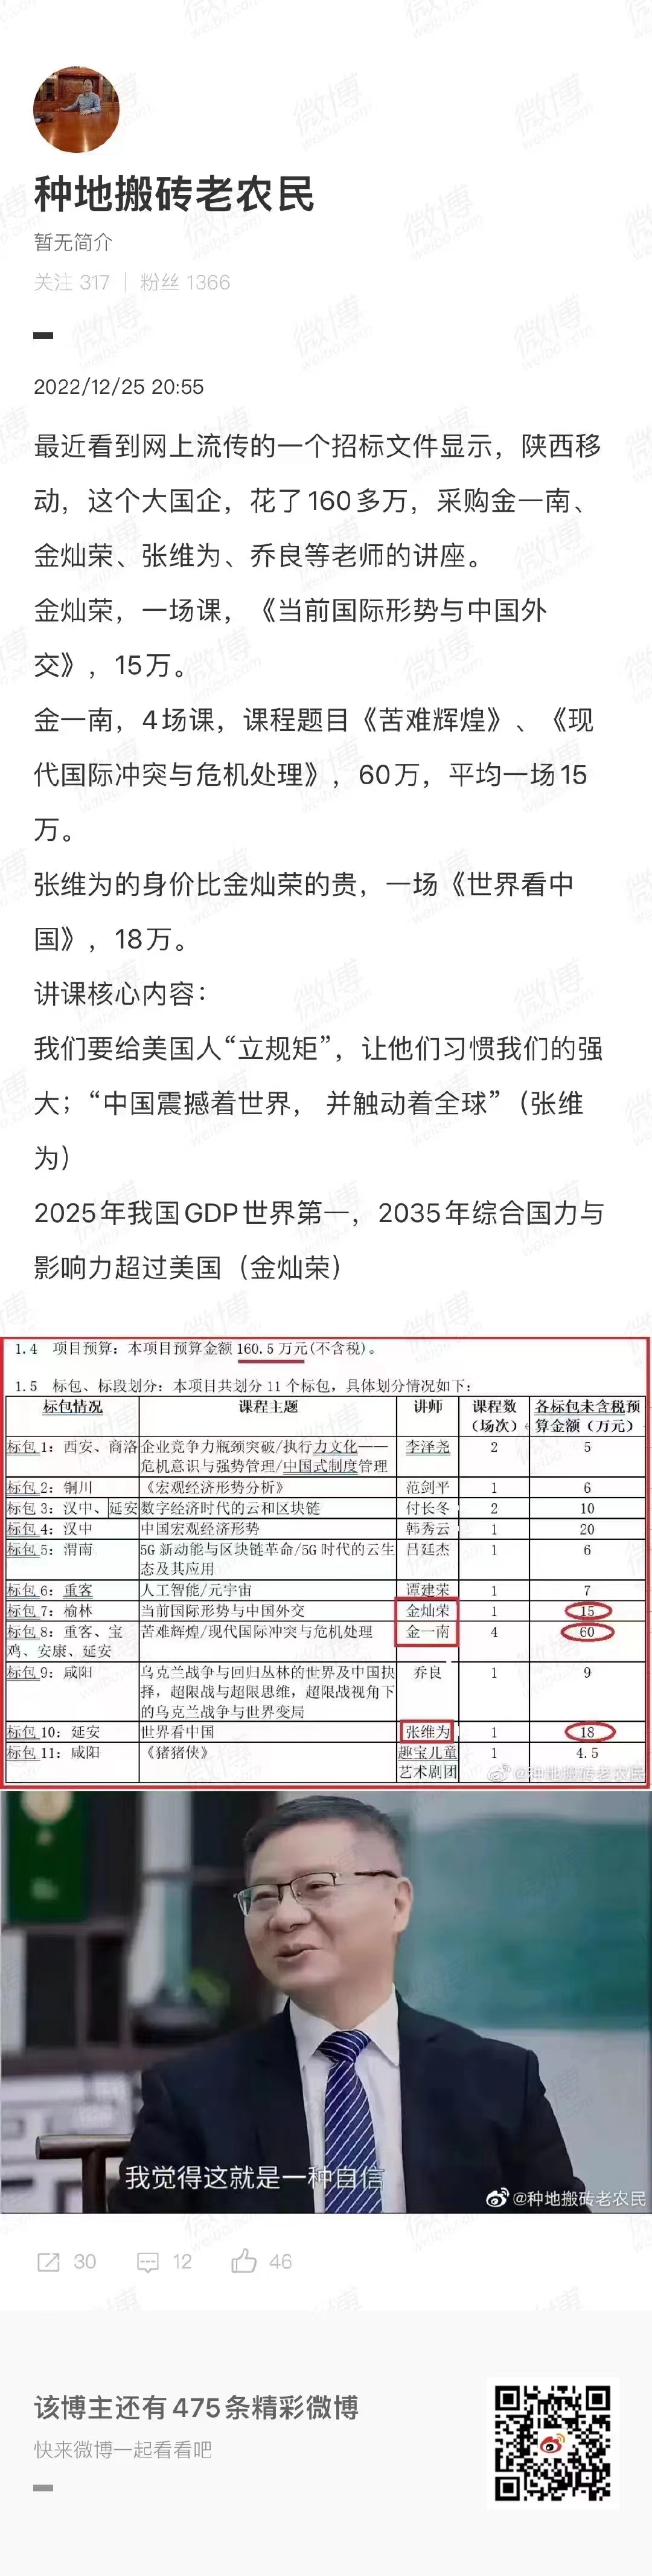 种地搬砖老农民
暂无简介
关注 317 | 粉丝 1366
2022/12/25 20:55
最近看到网上流传的一个招标文件显示，陕西移
动，这个大国企，花了160多万，采购金一南、
金灿荣、张维为、乔良等老师的讲座。
金灿荣，一场课，《当前国际形势与中国外
交》，15万。
金一南，4场课，课程题目《苦难辉煌》、《现
代国际冲突与危机处理》，60万，平均一场15
万。
张维为的身价比金灿荣的贵，一场《世界看中
国》，18万。
讲课核心内容：
我们要给美国人“立规矩”，让他们习惯我们的强
大；“中国震撼着世界， 并触动着全球”（张维
为）
2025年我国GDP世界第一，2035年综合国力与
影响力超过美国（金灿荣）
1.4 项目预算：本项目预算金额 160.5 万元(不含税)。
1.5 标包、标段划分：本项目共划分 11 个标包，具体划分情况如下：
标包情况 课程主题 讲师 课程数 各标包未含税预
（场次） 算金额（万元）
标包 1：西安、商洛 企业竞争力瓶颈突破/执行力文化—— 李泽尧 2 5
危机意识与强势管理/中国式制度管理
标包 2：铜川 《宏观经济形势分析》 范剑平 1 6
标包 3：汉中、延安 数字经济时代的云和区块链 付长冬 2 10
标包 4：汉中 中国宏观经济形势 韩秀云 1 20
标包 5：渭南 5G 新动能与区块链革命/5G 时代的云生 吕廷杰 1 6
态及其应用
标包 6：重客 人工智能/元宇宙 谭建荣 1 7
标包 7：榆林 当前国际形势与中国外交 金灿荣 1 15
标包 8：重客、宝 苦难辉煌/现代国际冲突与危机处理 金一南 4 60
鸡、安康、延安
标包 9：咸阳 乌克兰战争与回归丛林的世界及中国抉 乔良 1 9
择，超限战与超限思维，超限战视角下
的乌克兰战争与世界变局
标包 10：延安 世界看中国 张维为 1 18
标包 11：咸阳 《猪猪侠》 趣宝儿童 1 4.5
艺术剧团
@种地搬砖老农民
我觉得这就是一种自信
@种地搬砖老农民
30 12 46
该博主还有475条精彩微博
快来微博一起看看吧
微博
weibo.com